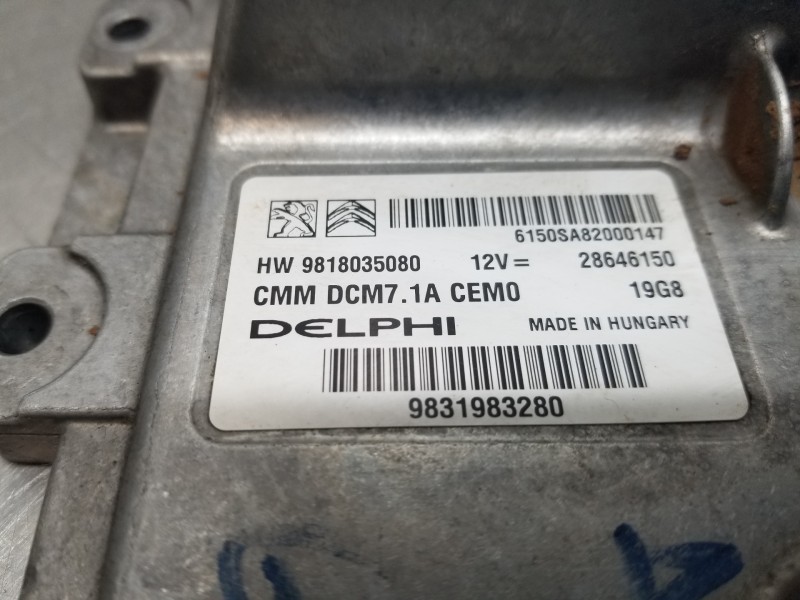 6150SA82000147
HW 9818035080 12V = 28646150
CMM DCM7.1A CEM0 19G8
DELPHI MADE IN HUNGARY
9831983280